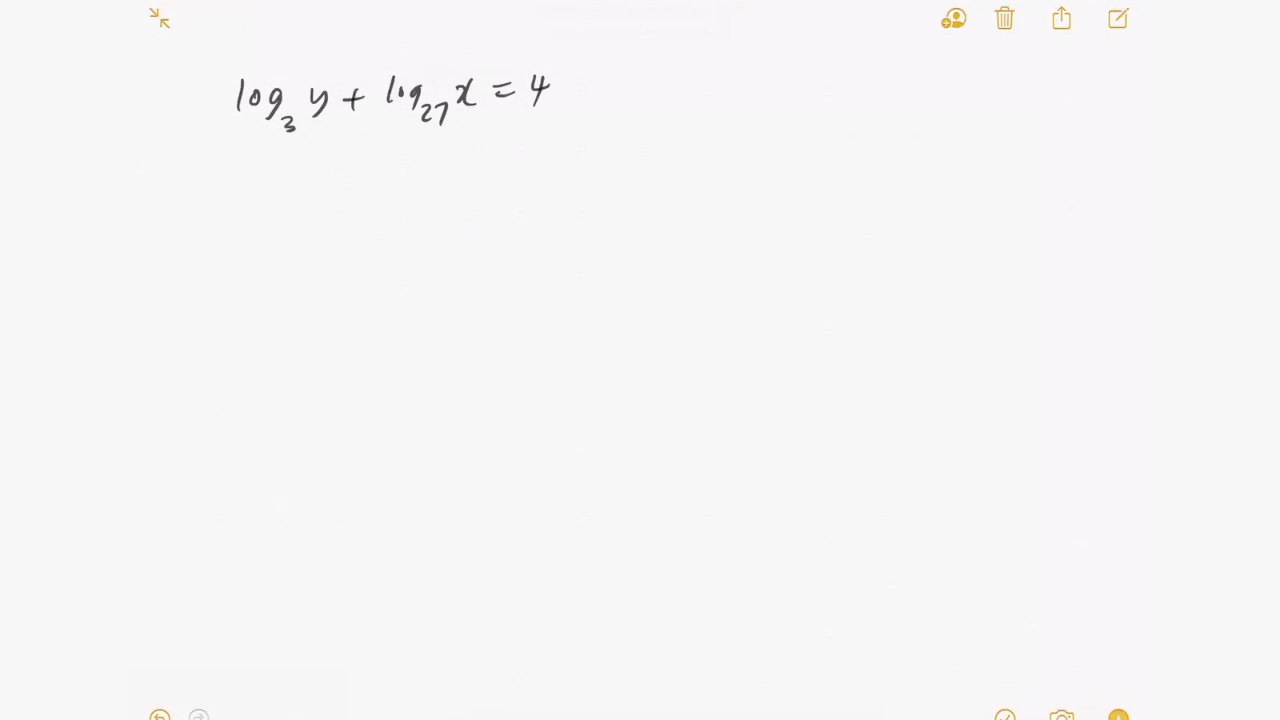 log₃ y + log₂₇ x = 4